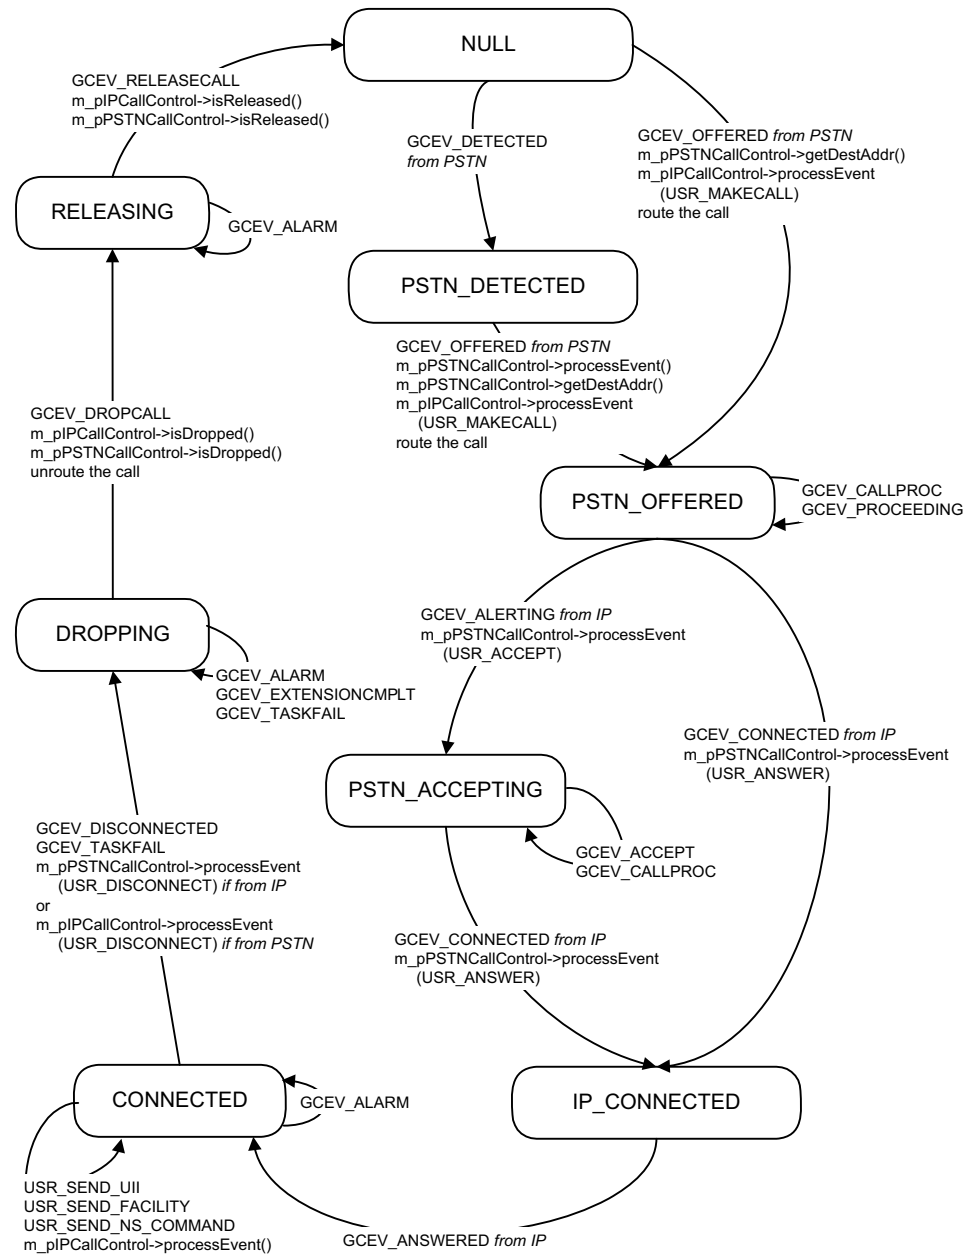 NULL
GCEV_RELEASECALL
m_pIPCallControl->isReleased()
m_pPSTNCallControl->isReleased()
GCEV_DETECTED
from PSTN
GCEV_OFFERED from PSTN
m_pPSTNCallControl->getDestAddr()
m_pIPCallControl->processEvent
(USR_MAKECALL)
route the call
RELEASING
GCEV_ALARM
PSTN_DETECTED
GCEV_OFFERED from PSTN
m_pPSTNCallControl->processEvent()
m_pPSTNCallControl->getDestAddr()
m_pIPCallControl->processEvent
(USR_MAKECALL)
route the call
GCEV_DROPCALL
m_pIPCallControl->isDropped()
m_pPSTNCallControl->isDropped()
unroute the call
PSTN_OFFERED
GCEV_CALLPROC
GCEV_PROCEEDING
DROPPING
GCEV_ALARM
GCEV_EXTENSIONCMPLT
GCEV_TASKFAIL
GCEV_ALERTING from IP
m_pPSTNCallControl->processEvent
(USR_ACCEPT)
GCEV_CONNECTED from IP
m_pPSTNCallControl->processEvent
(USR_ANSWER)
PSTN_ACCEPTING
GCEV_ACCEPT
GCEV_CALLPROC
GCEV_DISCONNECTED
GCEV_TASKFAIL
m_pPSTNCallControl->processEvent
(USR_DISCONNECT) if from IP
or
m_pIPCallControl->processEvent
(USR_DISCONNECT) if from PSTN
GCEV_CONNECTED from IP
m_pPSTNCallControl->processEvent
(USR_ANSWER)
CONNECTED
GCEV_ALARM
IP_CONNECTED
USR_SEND_UII
USR_SEND_FACILITY
USR_SEND_NS_COMMAND
m_pIPCallControl->processEvent()
GCEV_ANSWERED from IP